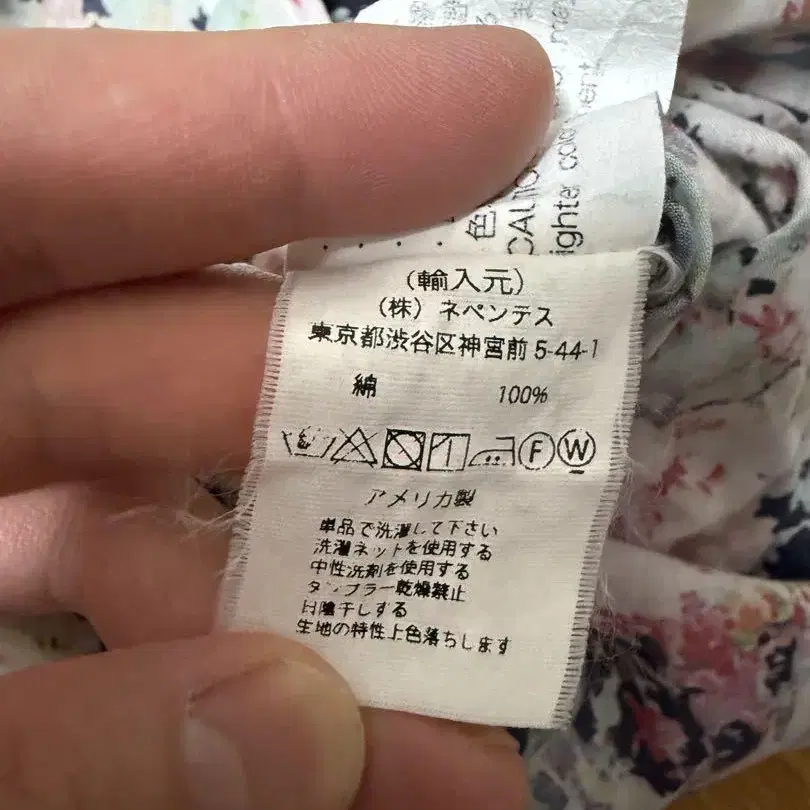 色
CAU
ighte
(輸入元)
(株) ネペンテス
東京都渋谷区神宮前 5-44-1
綿 100%
F W
アメリカ製
単品で洗濯して下さい
洗濯ネットを使用する
中性洗剤を使用する
タンブラー乾燥禁止
日陰干しする
生地の特性上色落ちします